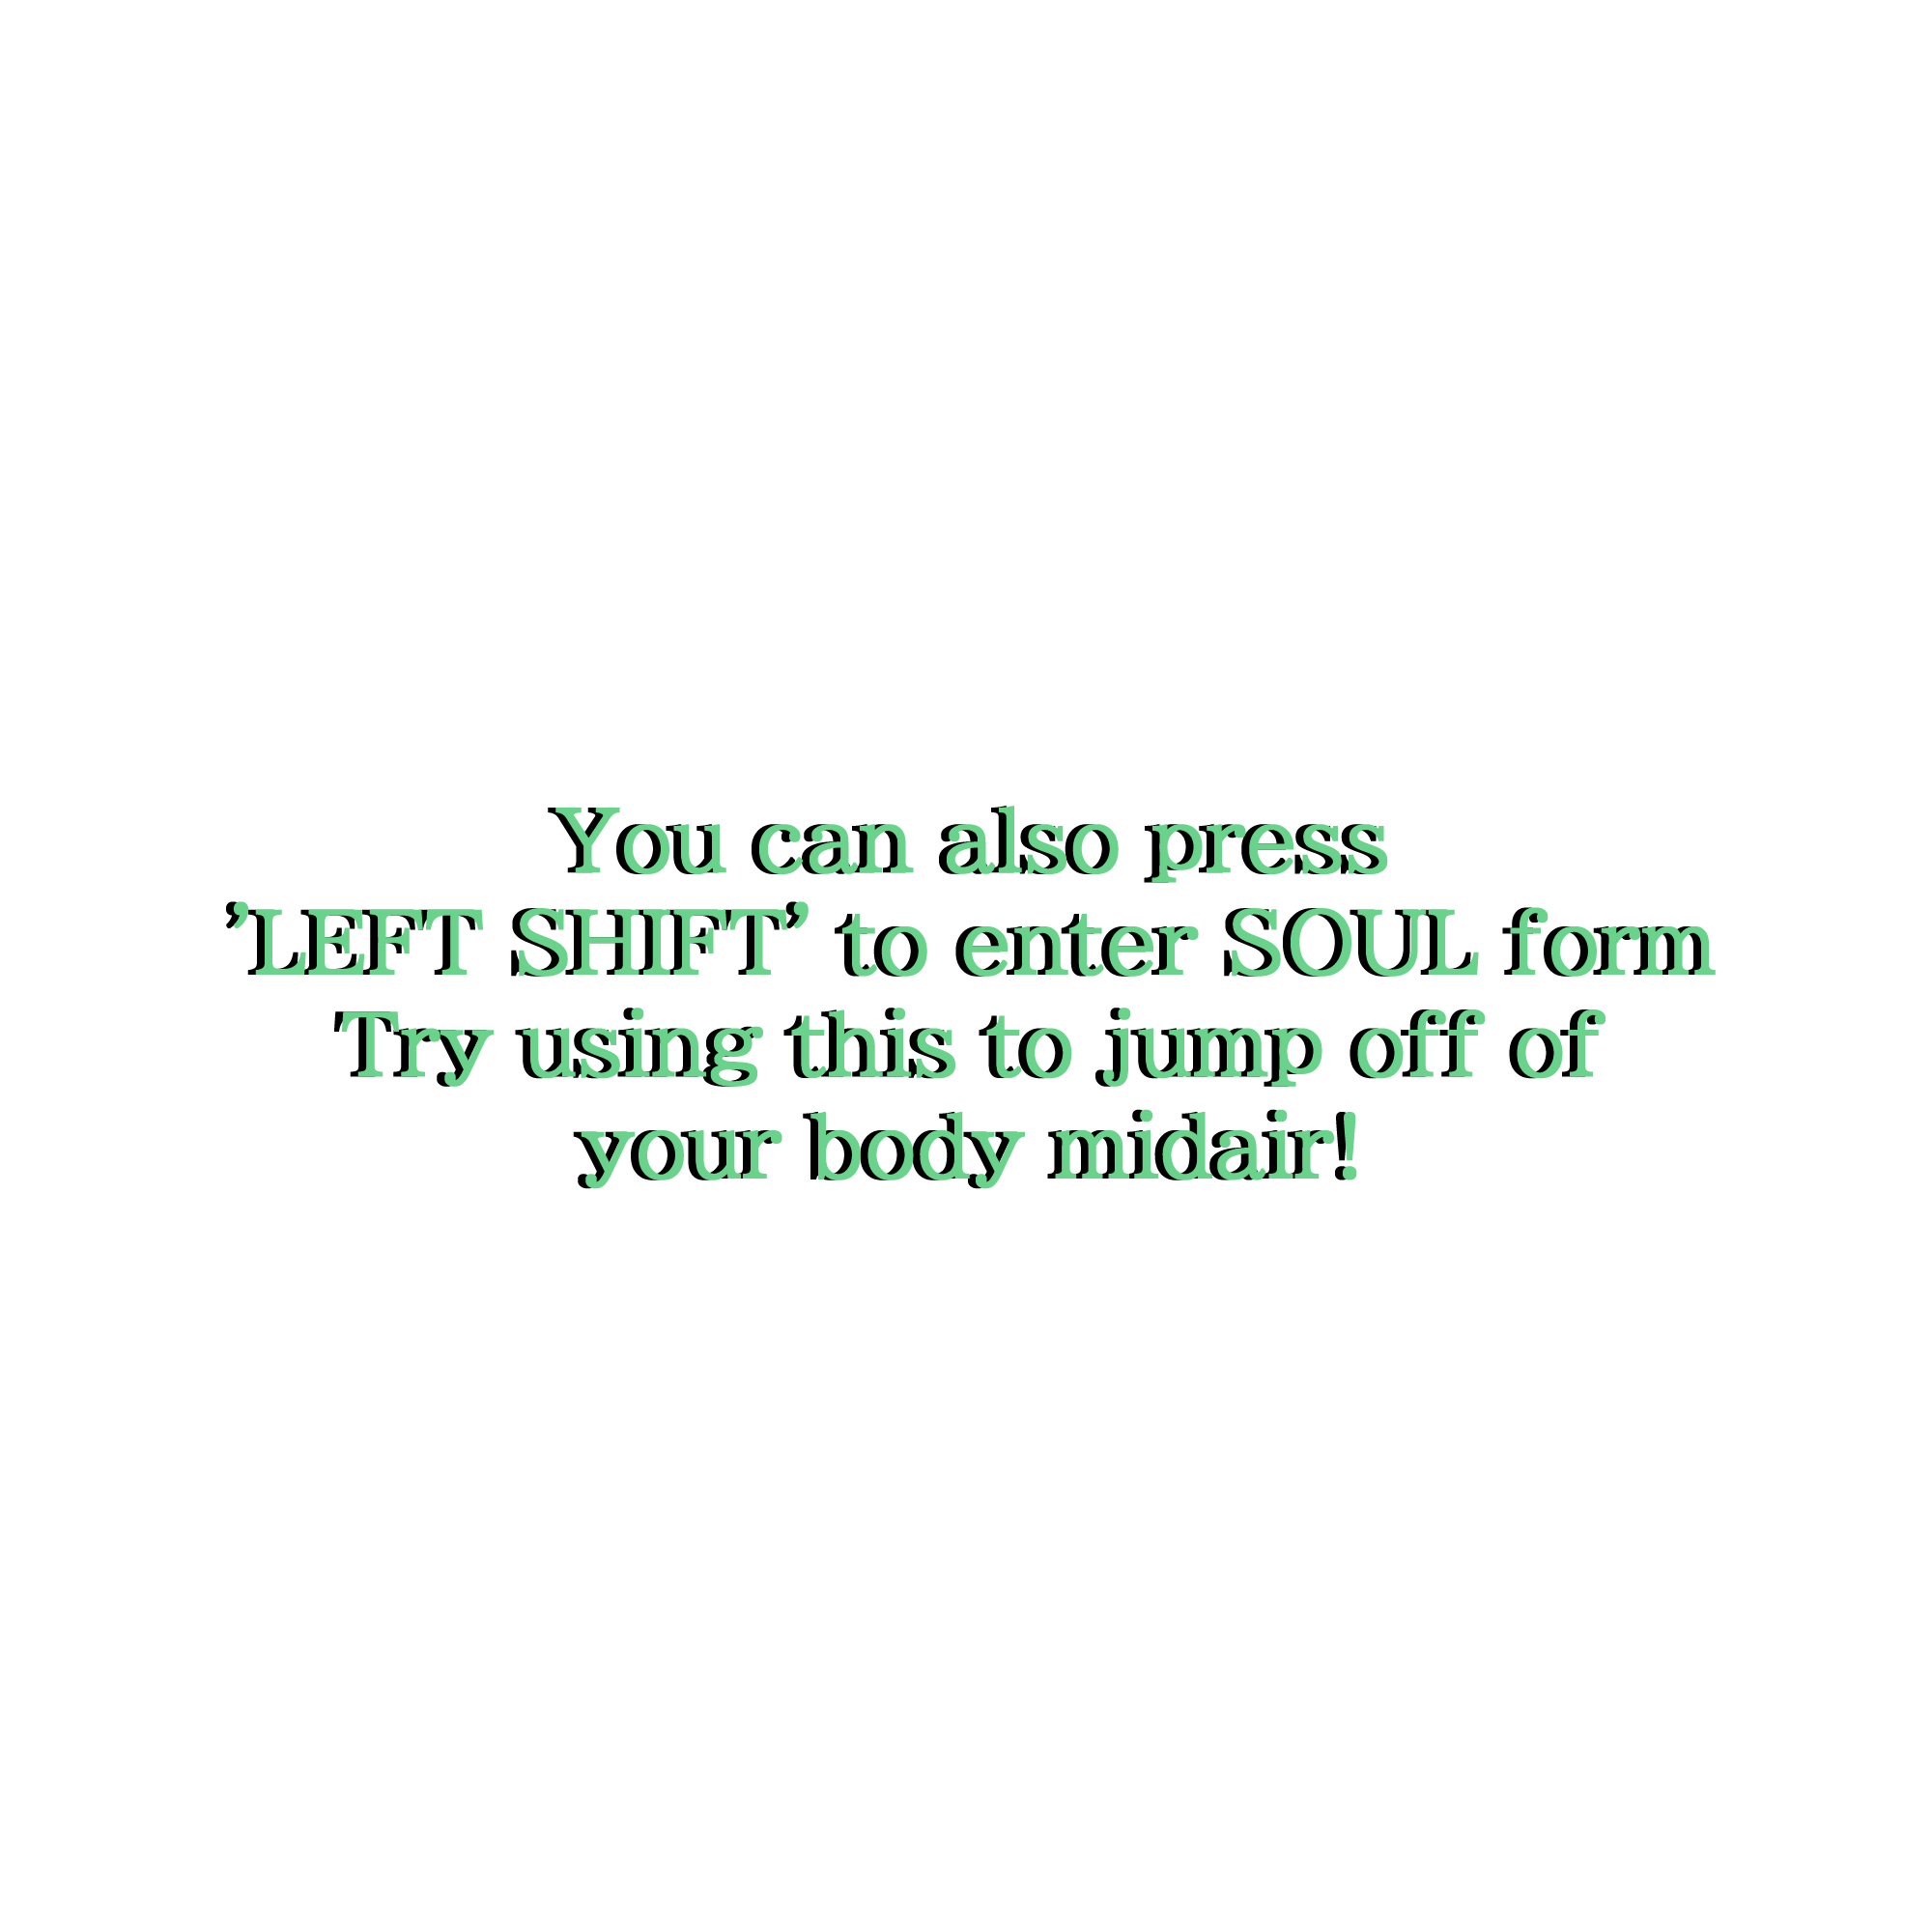 You can also press
’LEFT SHIFT’ to enter SOUL form
Try using this to jump off of
your body midair!